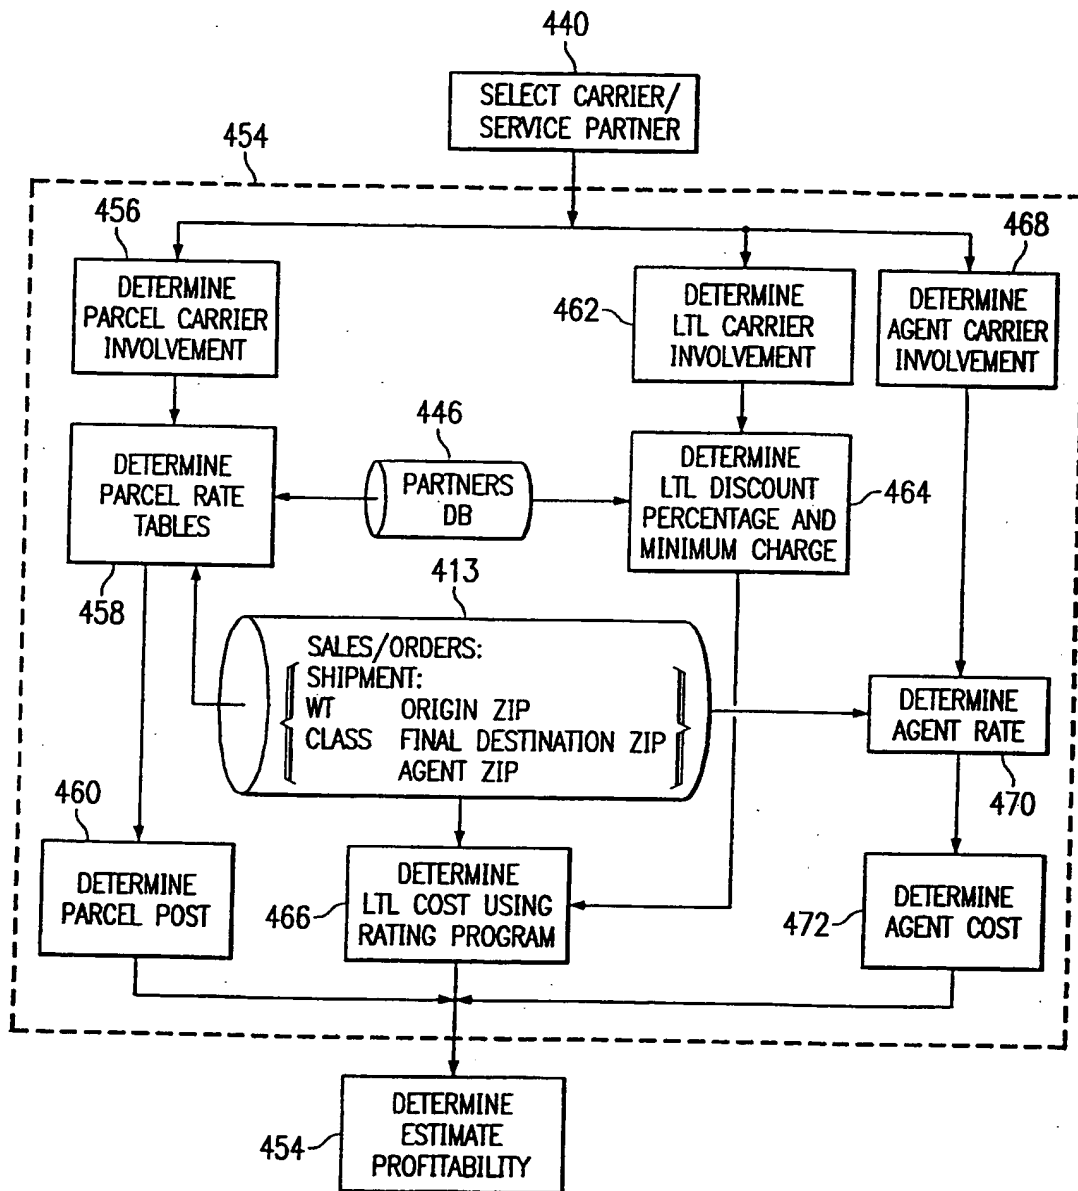 440
SELECT CARRIER/
SERVICE PARTNER
454
456
DETERMINE
PARCEL CARRIER
INVOLVEMENT
462
DETERMINE
LTL CARRIER
INVOLVEMENT
468
DETERMINE
AGENT CARRIER
INVOLVEMENT
DETERMINE
PARCEL RATE
TABLES
458
446
PARTNERS
DB
DETERMINE
LTL DISCOUNT
PERCENTAGE AND
MINIMUM CHARGE
464
413
SALES/ORDERS:
SHIPMENT:
WT ORIGIN ZIP
CLASS FINAL DESTINATION ZIP
AGENT ZIP
DETERMINE
AGENT RATE
470
460
DETERMINE
PARCEL POST
466
DETERMINE
LTL COST USING
RATING PROGRAM
472
DETERMINE
AGENT COST
454
DETERMINE
ESTIMATE
PROFITABILITY